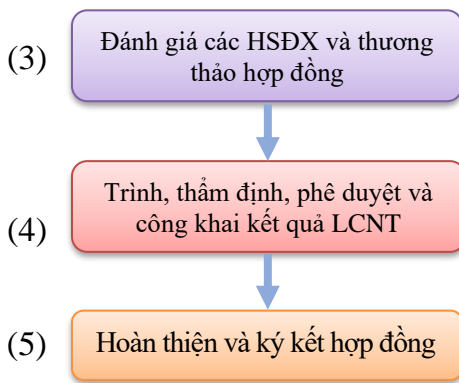 (3)
Đánh giá các HSĐX và thương
thảo hợp đồng
(4)
Trình, thẩm định, phê duyệt và
công khai kết quả LCNT
(5)
Hoàn thiện và ký kết hợp đồng